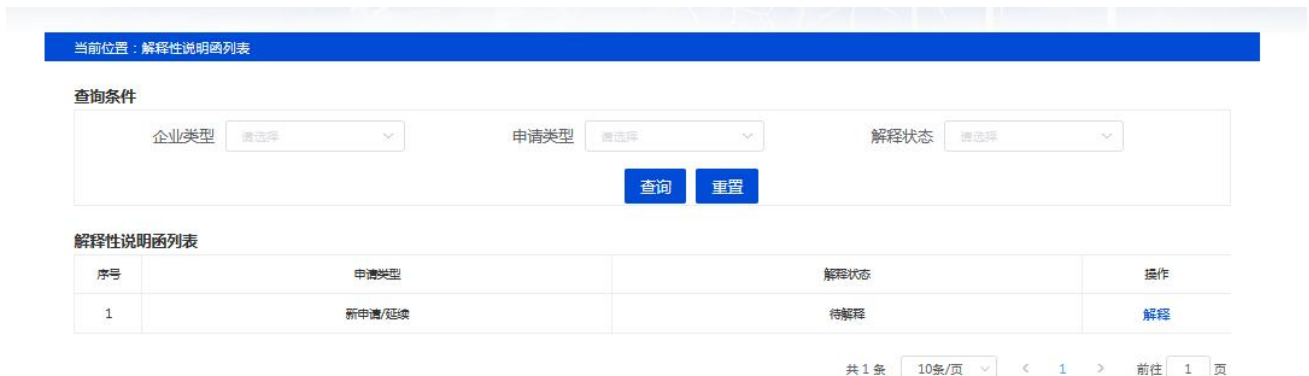 当前位置：解释性说明函列表
查询条件
企业类型 请选择 申请类型 请选择 解释状态 请选择
查询 重置
解释性说明函列表
序号 申请类型 解释状态 操作
1 新申请/延续 待解释 解释
共 1 条 10条/页 < 1 > 前往 1 页